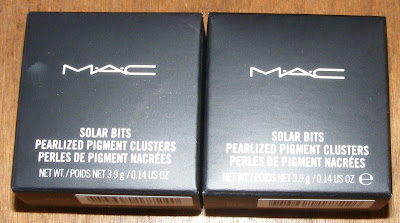 M·A·C
SOLAR BITS
PEARLIZED PIGMENT CLUSTERS
PERLES DE PIGMENT NACRÉES
NET WT./POIDS NET 3.9 g / 0.14 US OZ
M·A·C
SOLAR BITS
PEARLIZED PIGMENT CLUSTERS
PERLES DE PIGMENT NACRÉES
NET WT./POIDS NET 3.9 g / 0.14 US OZ ℮